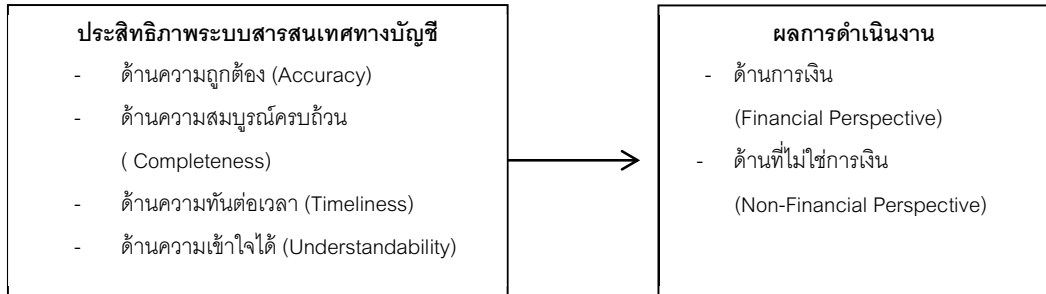 ประสิทธิภาพระบบสารสนเทศทางบัญชี
- ด้านความถูกต้อง (Accuracy)
- ด้านความสมบูรณ์ครบถ้วน
( Completeness)
- ด้านความทันต่อเวลา (Timeliness)
- ด้านความเข้าใจได้ (Understandability)
ผลการดำเนินงาน
- ด้านการเงิน
(Financial Perspective)
- ด้านที่ไม่ใช่การเงิน
(Non-Financial Perspective)